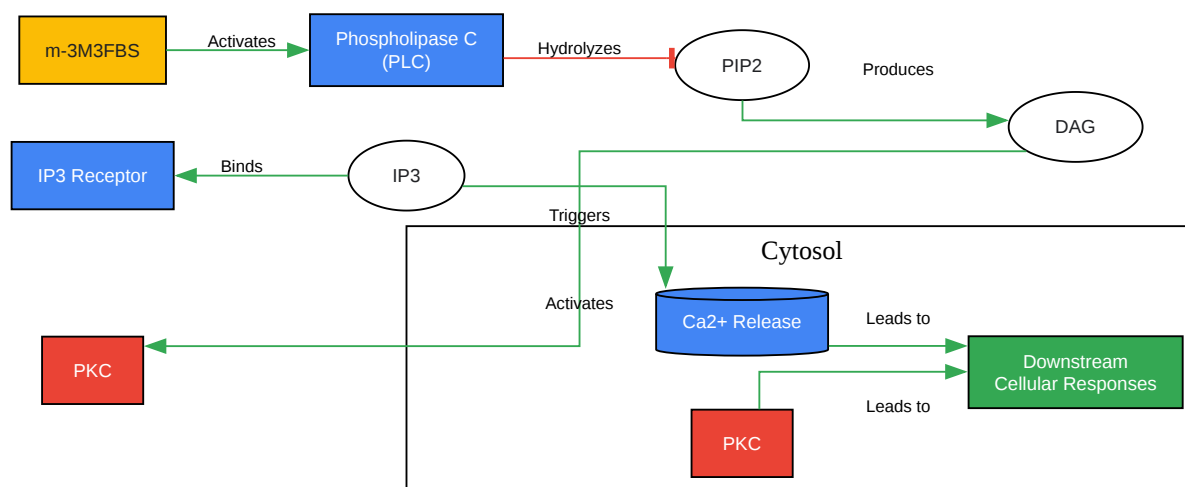 m-3M3FBS
Activates
Phospholipase C
(PLC)
Hydrolyzes
PIP2
Produces
DAG
IP3 Receptor
Binds
IP3
Triggers
Cytosol
Activates
Ca2+ Release
Leads to
PKC
Downstream
Cellular Responses
Leads to
PKC